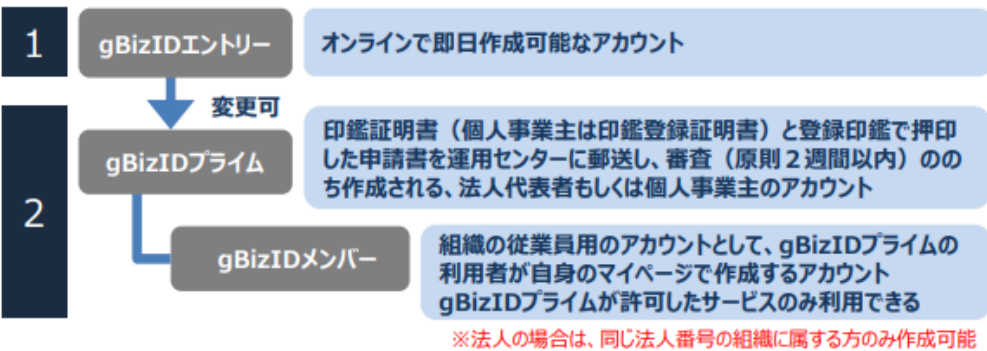 1
gBizIDエントリー
オンラインで即日作成可能なアカウント
変更可
2
gBizIDプライム
印鑑証明書（個人事業主は印鑑登録証明書）と登録印鑑で押印
した申請書を運用センターに郵送し、審査（原則２週間以内）のの
ち作成される、法人代表者もしくは個人事業主のアカウント
gBizIDメンバー
組織の従業員用のアカウントとして、gBizIDプライムの
利用者が自身のマイページで作成するアカウント
gBizIDプライムが許可したサービスのみ利用できる
※法人の場合は、同じ法人番号の組織に属する方のみ作成可能